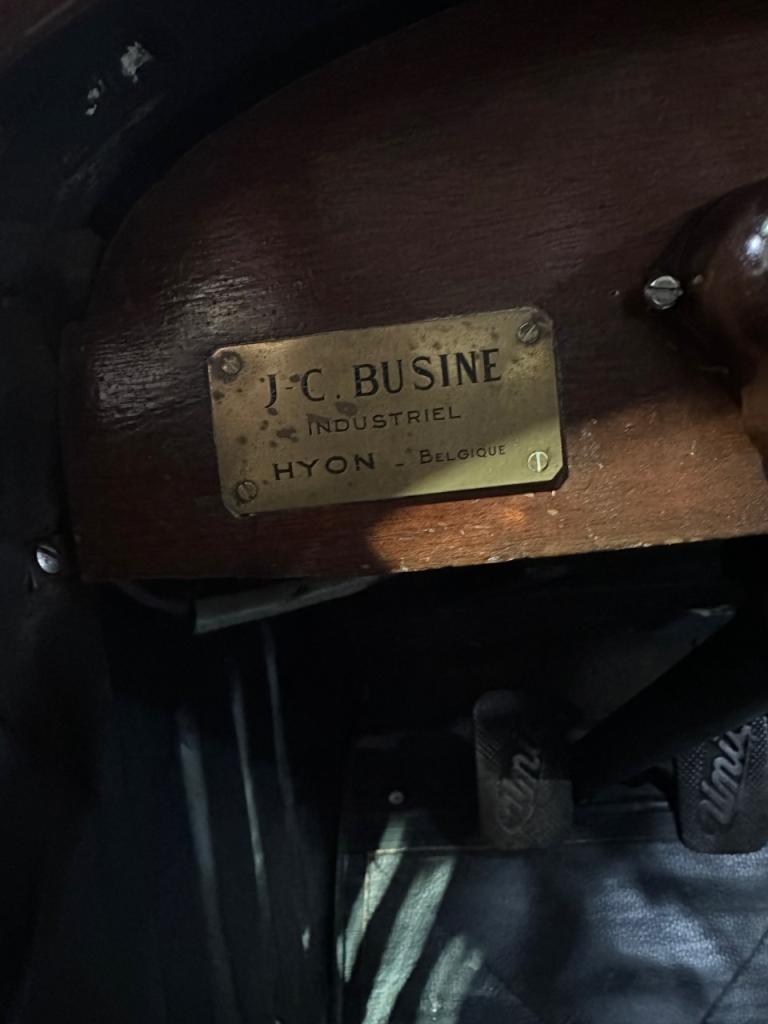 J-C. BUSINE
INDUSTRIEL
HYON - BELGIQUE